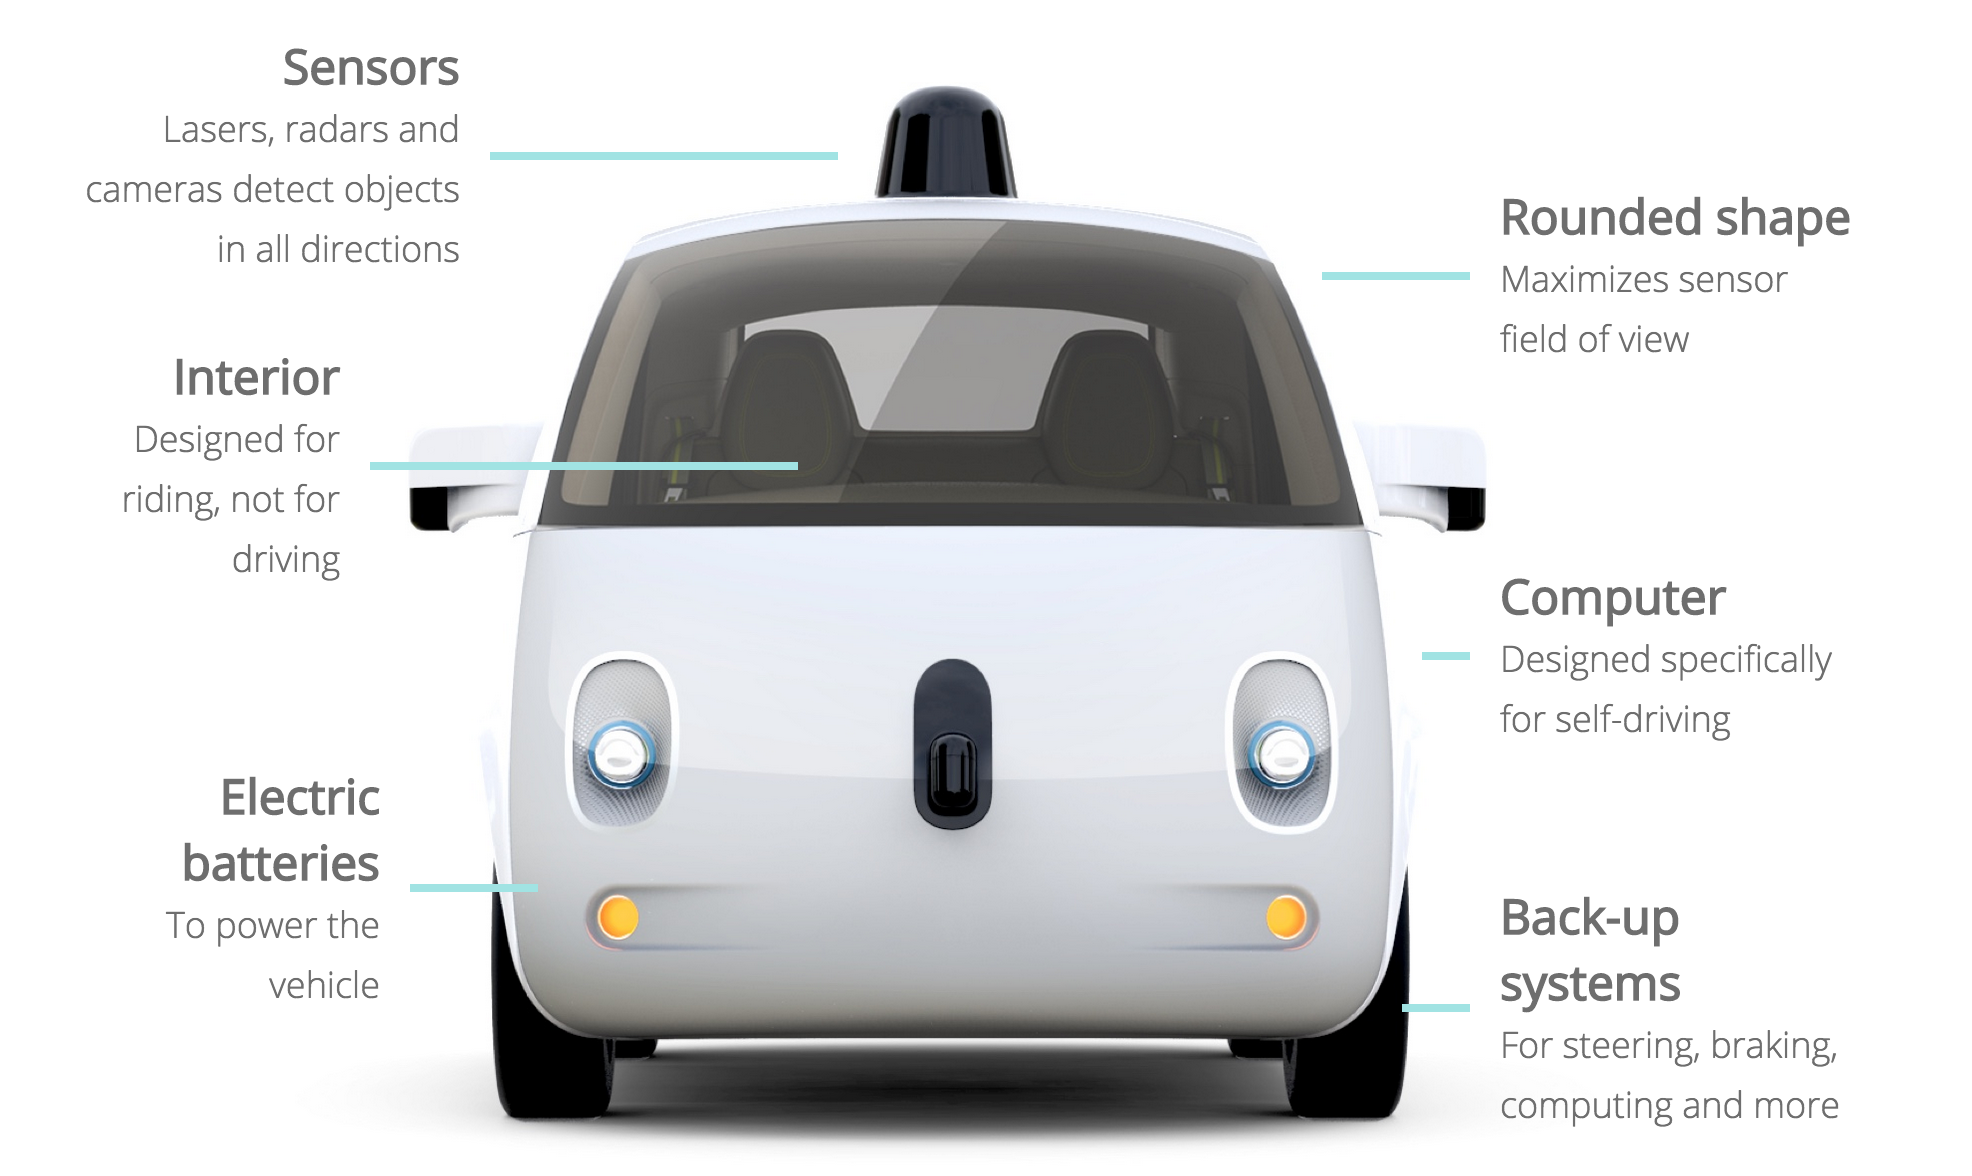 Sensors
Lasers, radars and
cameras detect objects
in all directions
Interior
Designed for
riding, not for
driving
Electric
batteries
To power the
vehicle
Rounded shape
Maximizes sensor
field of view
Computer
Designed specifically
for self-driving
Back-up
systems
For steering, braking,
computing and more